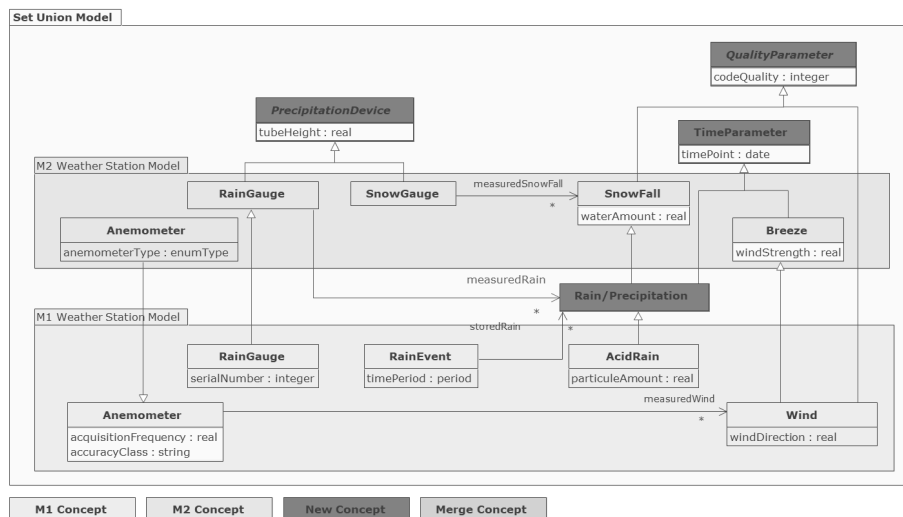 Set Union Model
QualityParameter
codeQuality : integer
PrecipitationDevice
tubeHeight : real
TimeParameter
timePoint : date
M2 Weather Station Model
RainGauge
SnowGauge
measuredSnowFall
*
SnowFall
waterAmount : real
Anemometer
anemometerType : enumType
Breeze
windStrength : real
measuredRain
*
Rain/Precipitation
M1 Weather Station Model
storedRain
*
RainGauge
serialNumber : integer
RainEvent
timePeriod : period
AcidRain
particuleAmount : real
Anemometer
acquisitionFrequency : real
accuracyClass : string
measuredWind
*
Wind
windDirection : real
M1 Concept
M2 Concept
New Concept
Merge Concept